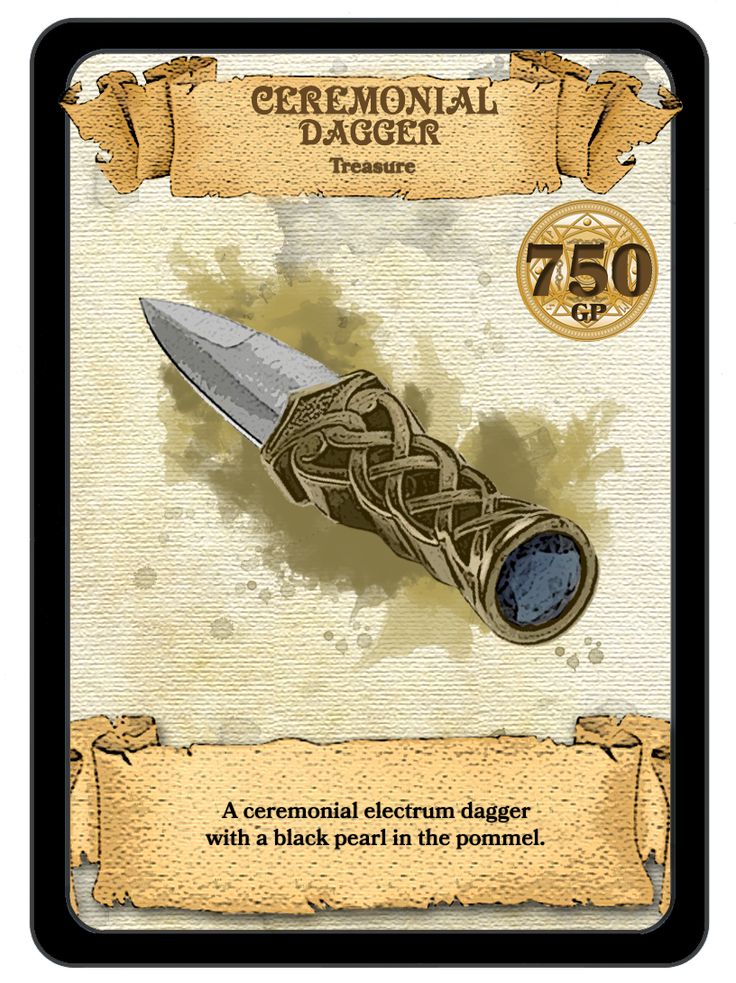 CEREMONIAL
DAGGER
Treasure
750
GP
A ceremonial electrum dagger
with a black pearl in the pommel.